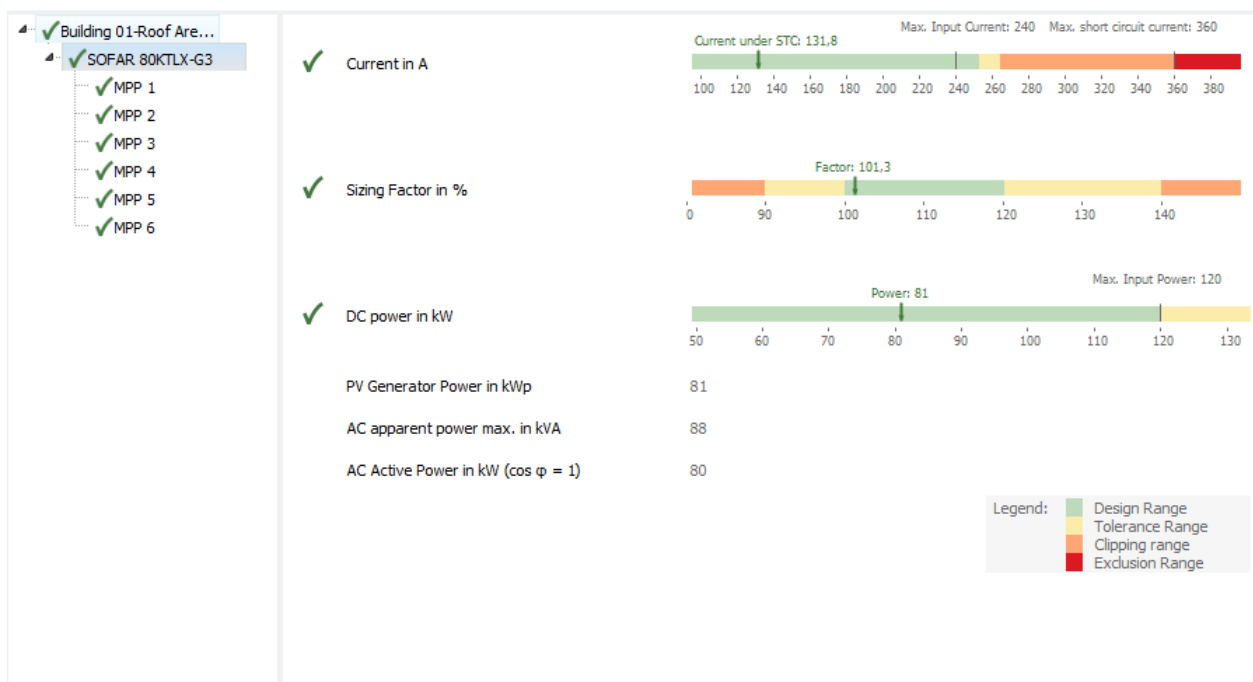 Building 01-Roof Are...
SOFAR 80KTLX-G3
MPP 1
MPP 2
MPP 3
MPP 4
MPP 5
MPP 6
Current in A
Max. Input Current: 240 Max. short circuit current: 360
Current under STC: 131,8
100 120 140 160 180 200 220 240 260 280 300 320 340 360 380
Sizing Factor in %
Factor: 101,3
0 90 100 110 120 130 140
DC power in kW
Max. Input Power: 120
Power: 81
50 60 70 80 90 100 110 120 130
PV Generator Power in kWp 81
AC apparent power max. in kVA 88
AC Active Power in kW (cos φ = 1) 80
Legend: Design Range
Tolerance Range
Clipping range
Exclusion Range